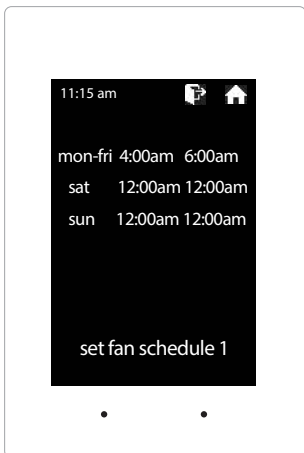 11:15 am
mon-fri 4:00am 6:00am
sat 12:00am 12:00am
sun 12:00am 12:00am
set fan schedule 1